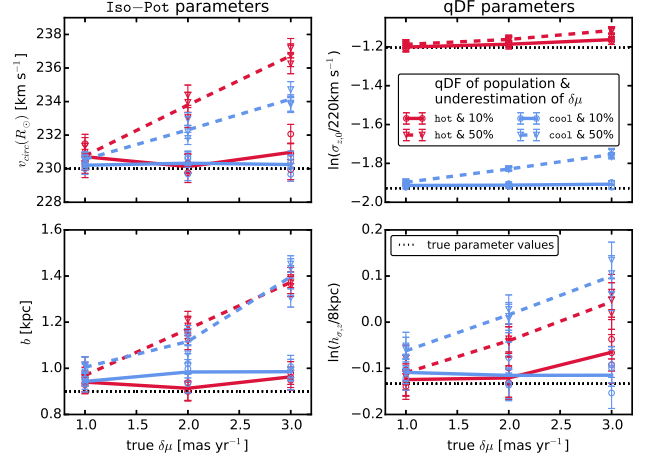 Iso-Pot parameters
qDF parameters
238
236
234
232
230
228
v_circ(R_⊙) [km s⁻¹]
−1.2
−1.4
−1.6
−1.8
−2.0
ln(σ_z,0/220km s⁻¹)
qDF of population &
underestimation of δμ
hot & 10%
cool & 10%
hot & 50%
cool & 50%
1.6
1.4
1.2
1.0
0.8
b [kpc]
1.0
1.5
2.0
2.5
3.0
true δμ [mas yr⁻¹]
0.2
0.1
0.0
−0.1
−0.2
ln(h_σ,z/8kpc)
true parameter values
1.0
1.5
2.0
2.5
3.0
true δμ [mas yr⁻¹]